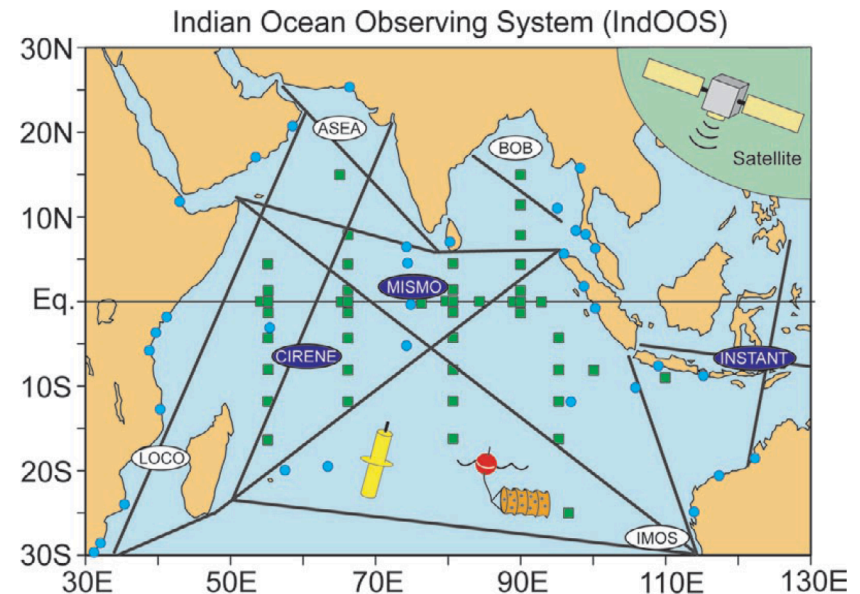 Indian Ocean Observing System (IndOOS)
30N
20N
10N
Eq.
10S
20S
30S
ASEA
BOB
Satellite
MISMO
CIRENE
INSTANT
LOCO
IMOS
30E
50E
70E
90E
110E
130E